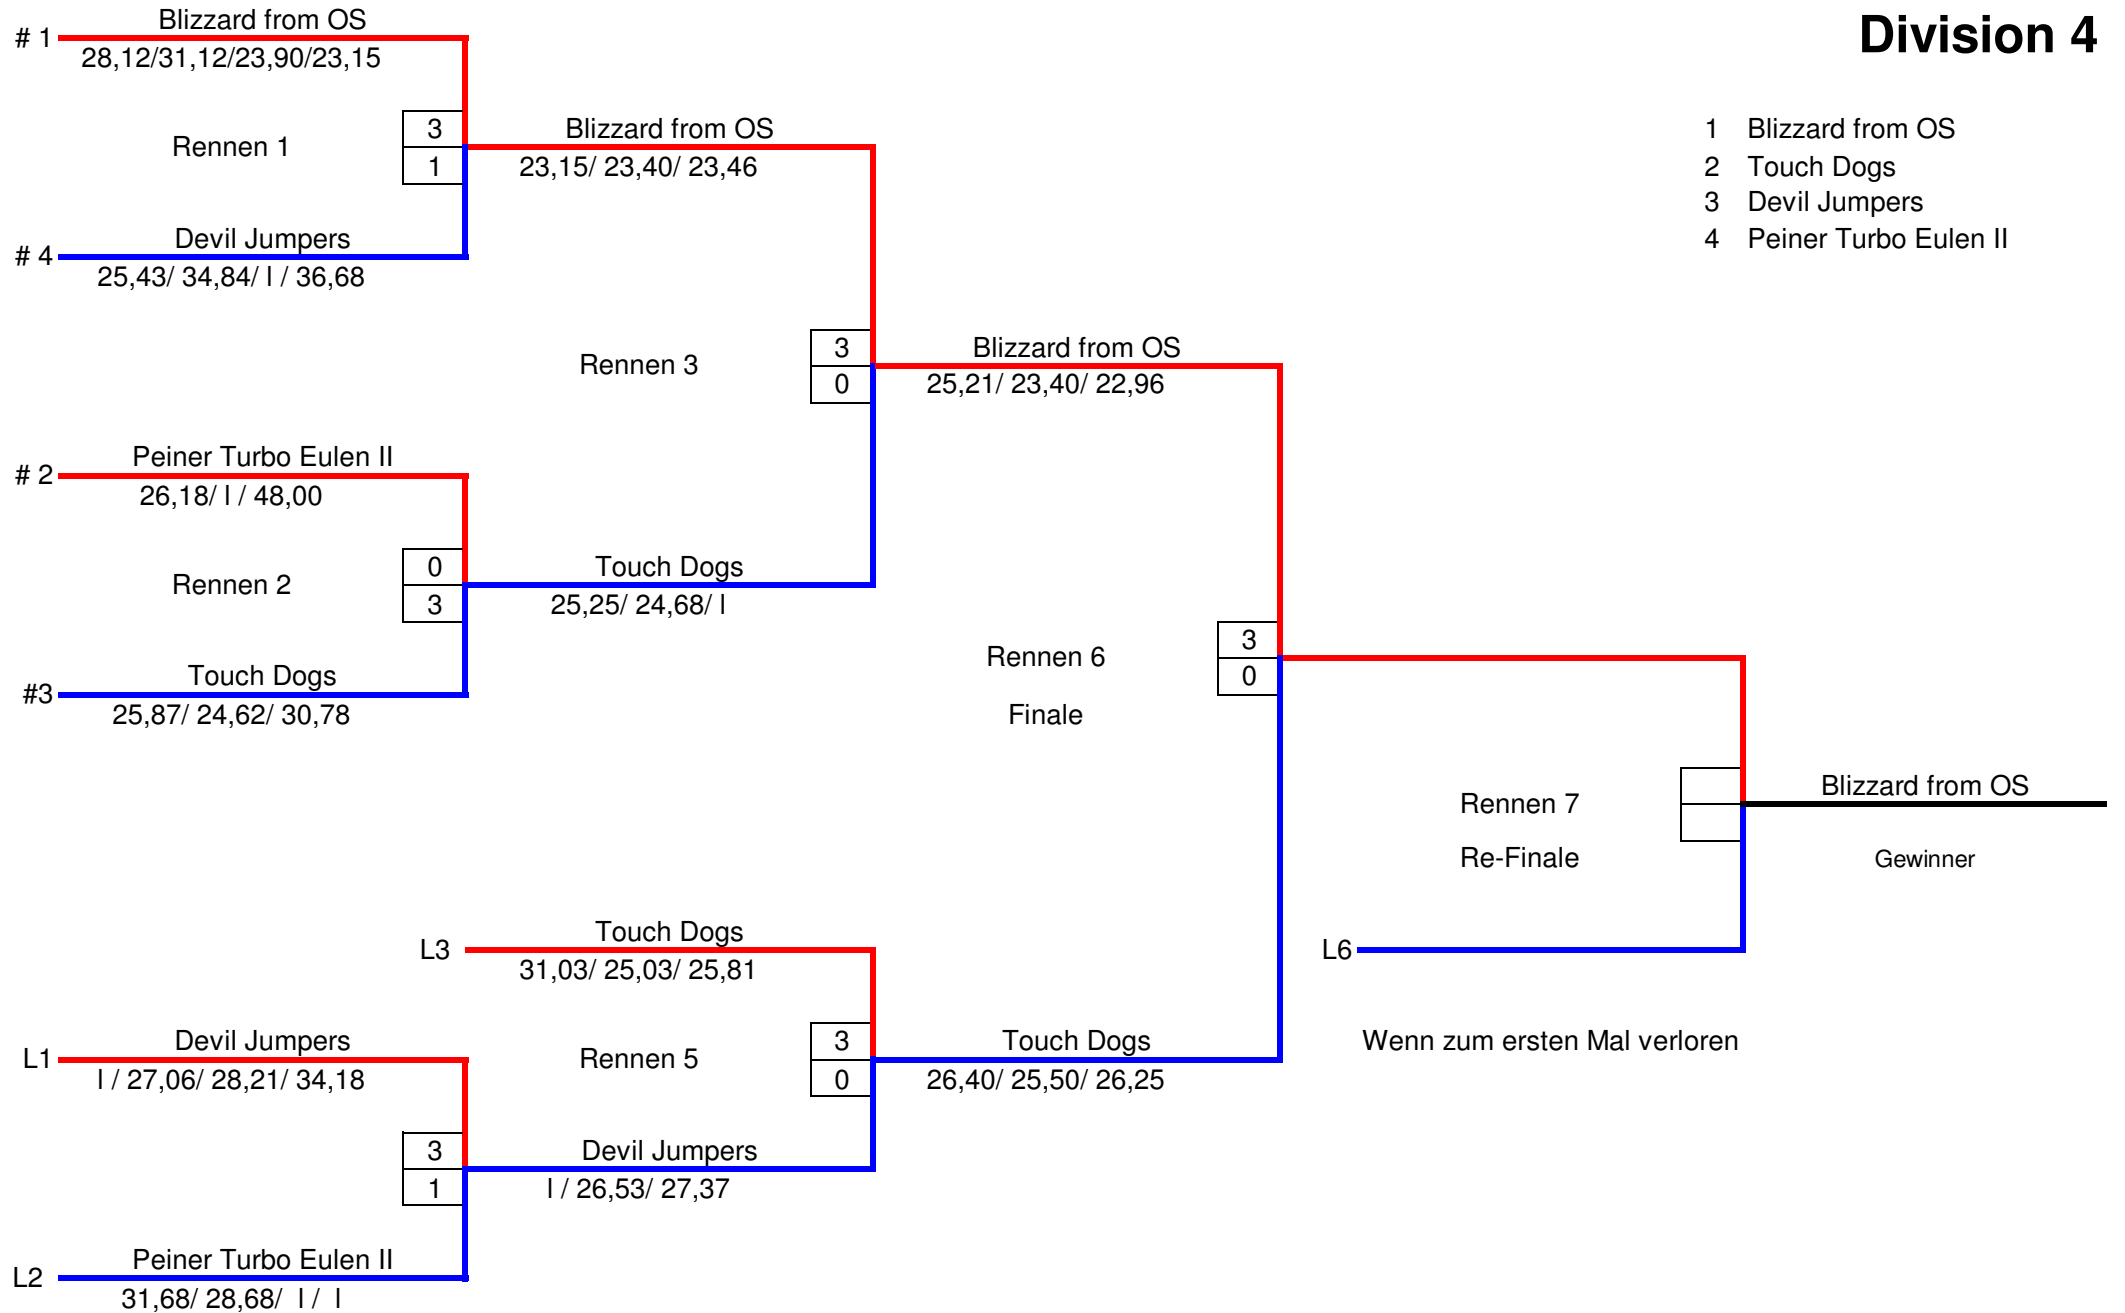 Division 4
Blizzard from OS
# 1
28,12/31,12/23,90/23,15
Rennen 1
3
1
Devil Jumpers
# 4
25,43/ 34,84/ I / 36,68
Blizzard from OS
23,15/ 23,40/ 23,46
1 Blizzard from OS
2 Touch Dogs
3 Devil Jumpers
4 Peiner Turbo Eulen II
Rennen 3
3
0
Blizzard from OS
25,21/ 23,40/ 22,96
Peiner Turbo Eulen II
# 2
26,18/ I / 48,00
Rennen 2
0
3
Touch Dogs
25,25/ 24,68/ I
Touch Dogs
#3
25,87/ 24,62/ 30,78
Rennen 6
3
0
Finale
Rennen 7
Re-Finale
Blizzard from OS
Gewinner
L3
Touch Dogs
31,03/ 25,03/ 25,81
L6
Wenn zum ersten Mal verloren
Devil Jumpers
L1
I / 27,06/ 28,21/ 34,18
Rennen 5
3
0
Touch Dogs
26,40/ 25,50/ 26,25
3
1
Devil Jumpers
I / 26,53/ 27,37
Peiner Turbo Eulen II
L2
31,68/ 28,68/ I / I